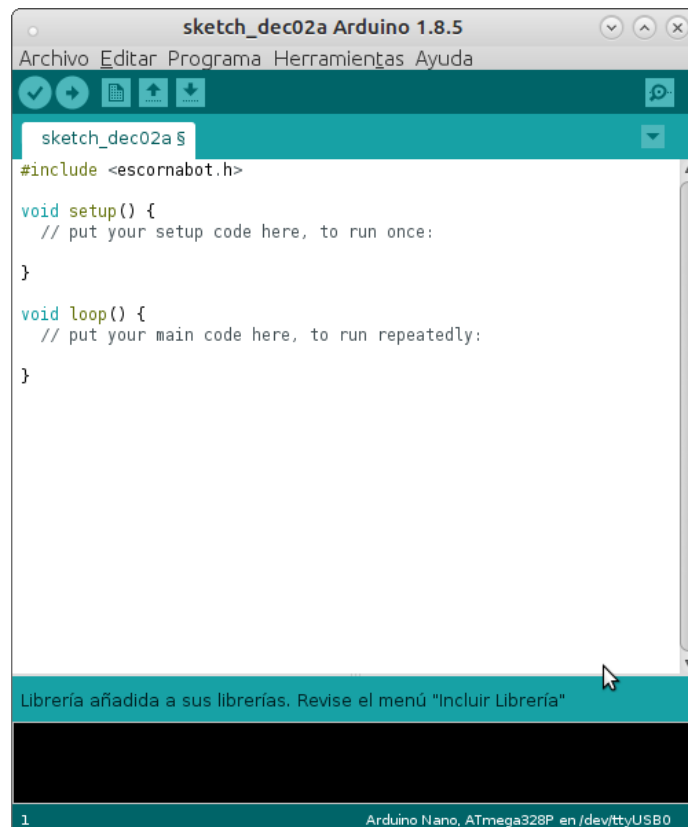 sketch_dec02a Arduino 1.8.5
Archivo Editar Programa Herramientas Ayuda
sketch_dec02a §
#include <escornabot.h>
void setup() {
// put your setup code here, to run once:
}
void loop() {
// put your main code here, to run repeatedly:
}
Librería añadida a sus librerías. Revise el menú "Incluir Librería"
1 Arduino Nano, ATmega328P en /dev/ttyUSB0